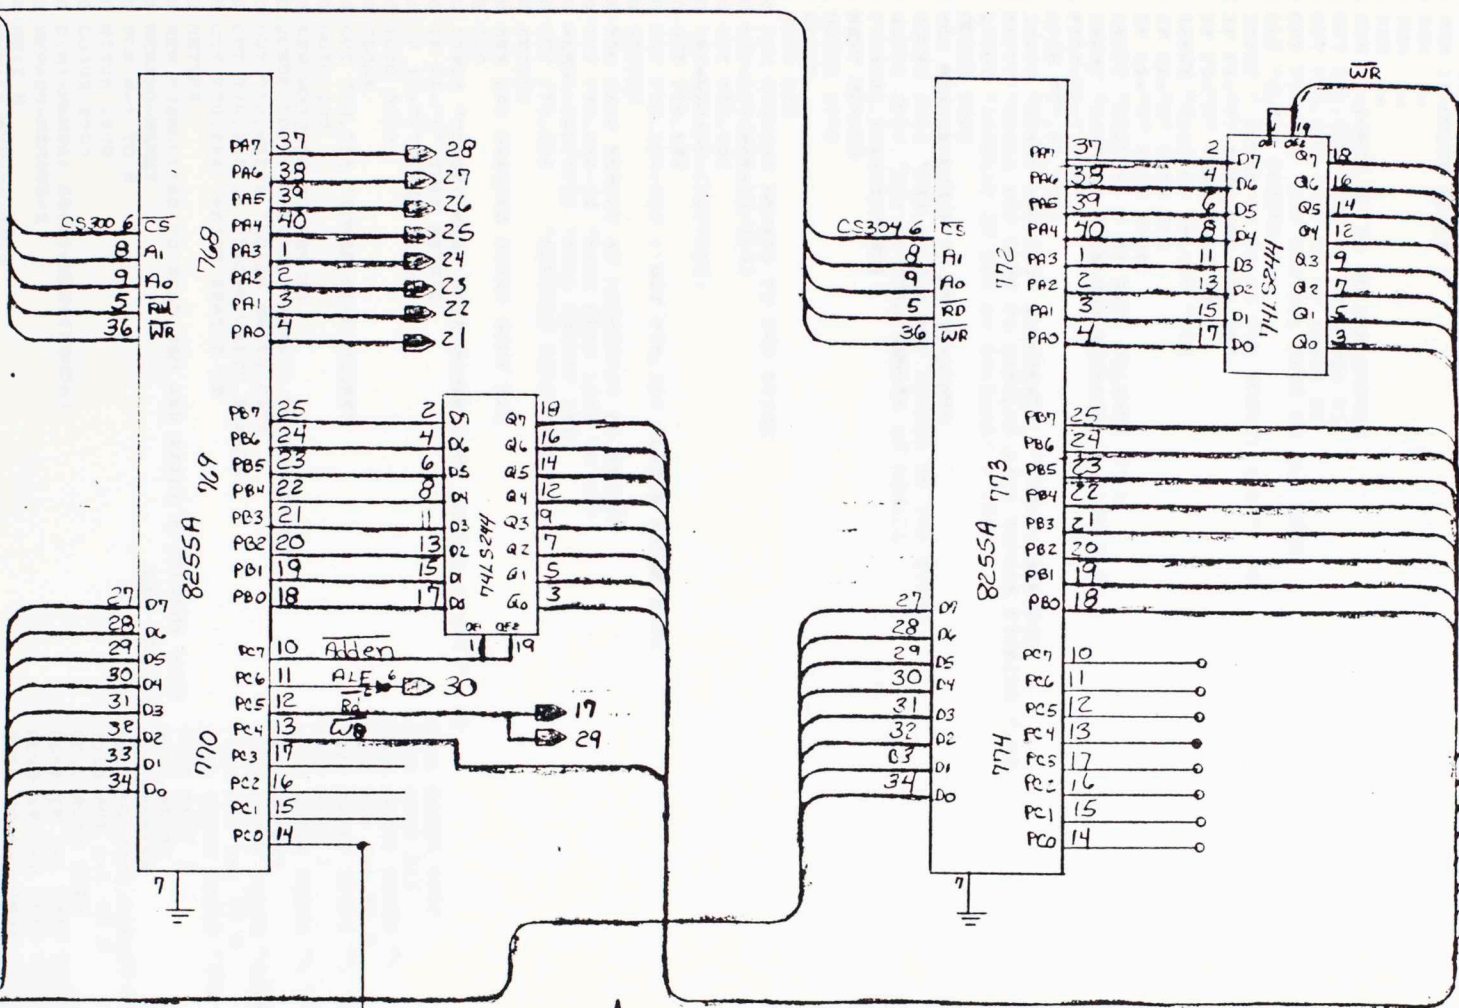 WR
PA7 37 28
PA6 38 27
PA5 39 26
PA4 40 25
PA3 1 24
PA2 2 23
PA1 3 22
PA0 4 21
CS300 6 CS
8 A1
9 A0
5 RD
36 WR
768
769
8255A
770
PB7 25 2 D7 Q7 18
PB6 24 4 D6 Q6 16
PB5 23 6 D5 Q5 14
PB4 22 8 D4 Q4 12
PB3 21 11 D3 Q3 9
PB2 20 13 D2 Q2 7
PB1 19 15 D1 Q1 5
PB0 18 17 D0 Q0 3
74LS244
OE1 OE2
1 19
27 D7
28 D6
29 D5
30 D4
31 D3
32 D2
33 D1
34 D0
PC7 10 Adden
PC6 11 ALE 30
PC5 12 Rd 17
29
PC4 13 WR
PC3 17
PC2 16
PC1 15
PC0 14
7
CS304 6 CS
8 A1
9 A0
5 RD
36 WR
772
773
8255A
774
1 19
OE1 OE2
PA7 37 2 D7 Q7 18
PA6 38 4 D6 Q6 16
PA5 39 6 D5 Q5 14
PA4 40 8 D4 Q4 12
PA3 1 11 D3 Q3 9
PA2 2 13 D2 Q2 7
PA1 3 15 D1 Q1 5
PA0 4 17 D0 Q0 3
74LS244
PB7 25
PB6 24
PB5 23
PB4 22
PB3 21
PB2 20
PB1 19
PB0 18
27 D7
28 D6
29 D5
30 D4
31 D3
32 D2
33 D1
34 D0
PC7 10
PC6 11
PC5 12
PC4 13
PC3 17
PC2 16
PC1 15
PC0 14
7